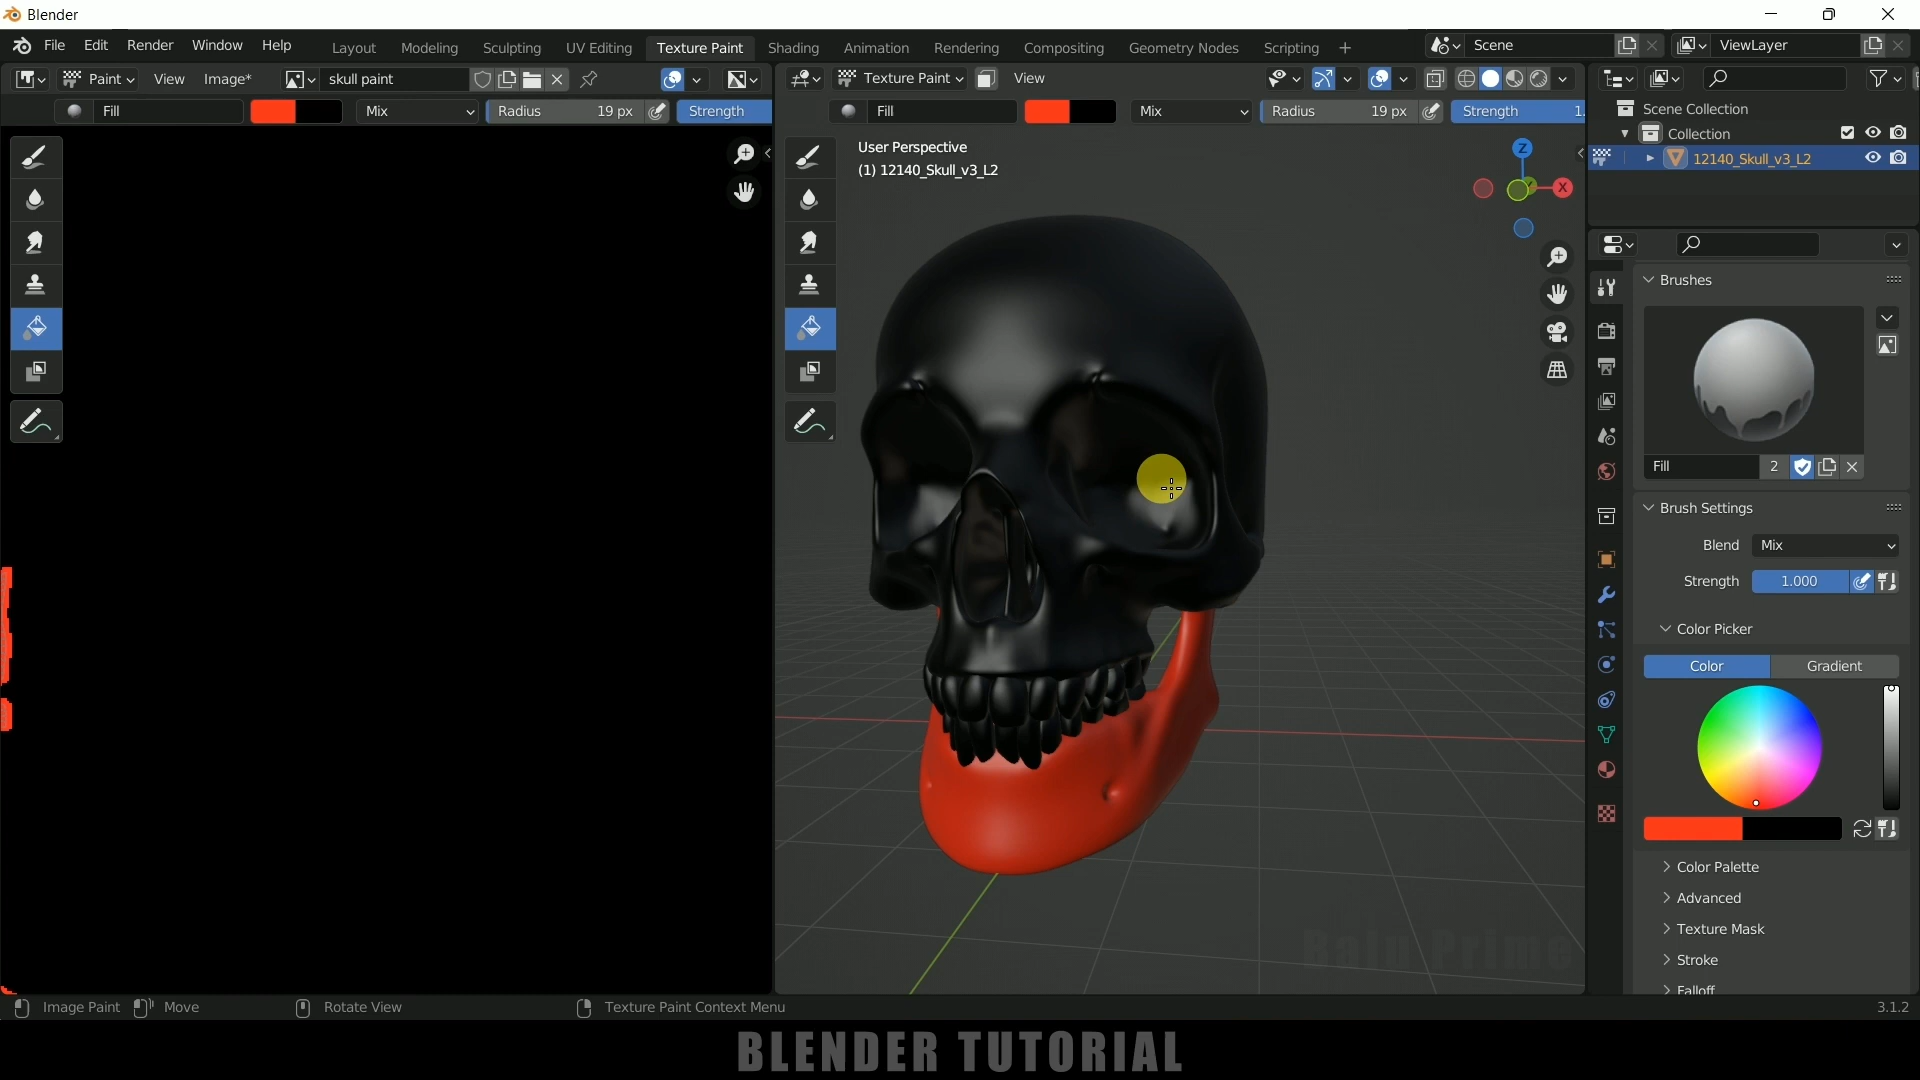 Blender
File Edit Render Window Help Layout Modeling Sculpting UV Editing Texture Paint Shading Animation Rendering Compositing Geometry Nodes Scripting + Scene ViewLayer
Paint View Image* skull paint Texture Paint View
Fill Mix Radius 19 px Strength Fill Mix Radius 19 px Strength 1.
Scene Collection
Collection
12140_Skull_v3_L2
User Perspective
(1) 12140_Skull_v3_L2
Z
X
Brushes
Fill 2
Brush Settings
Blend Mix
Strength 1.000
Color Picker
Color Gradient
Color Palette
Advanced
Texture Mask
Stroke
Falloff
Baiu Prime
Image Paint Move Rotate View Texture Paint Context Menu 3.1.2
BLENDER TUTORIAL